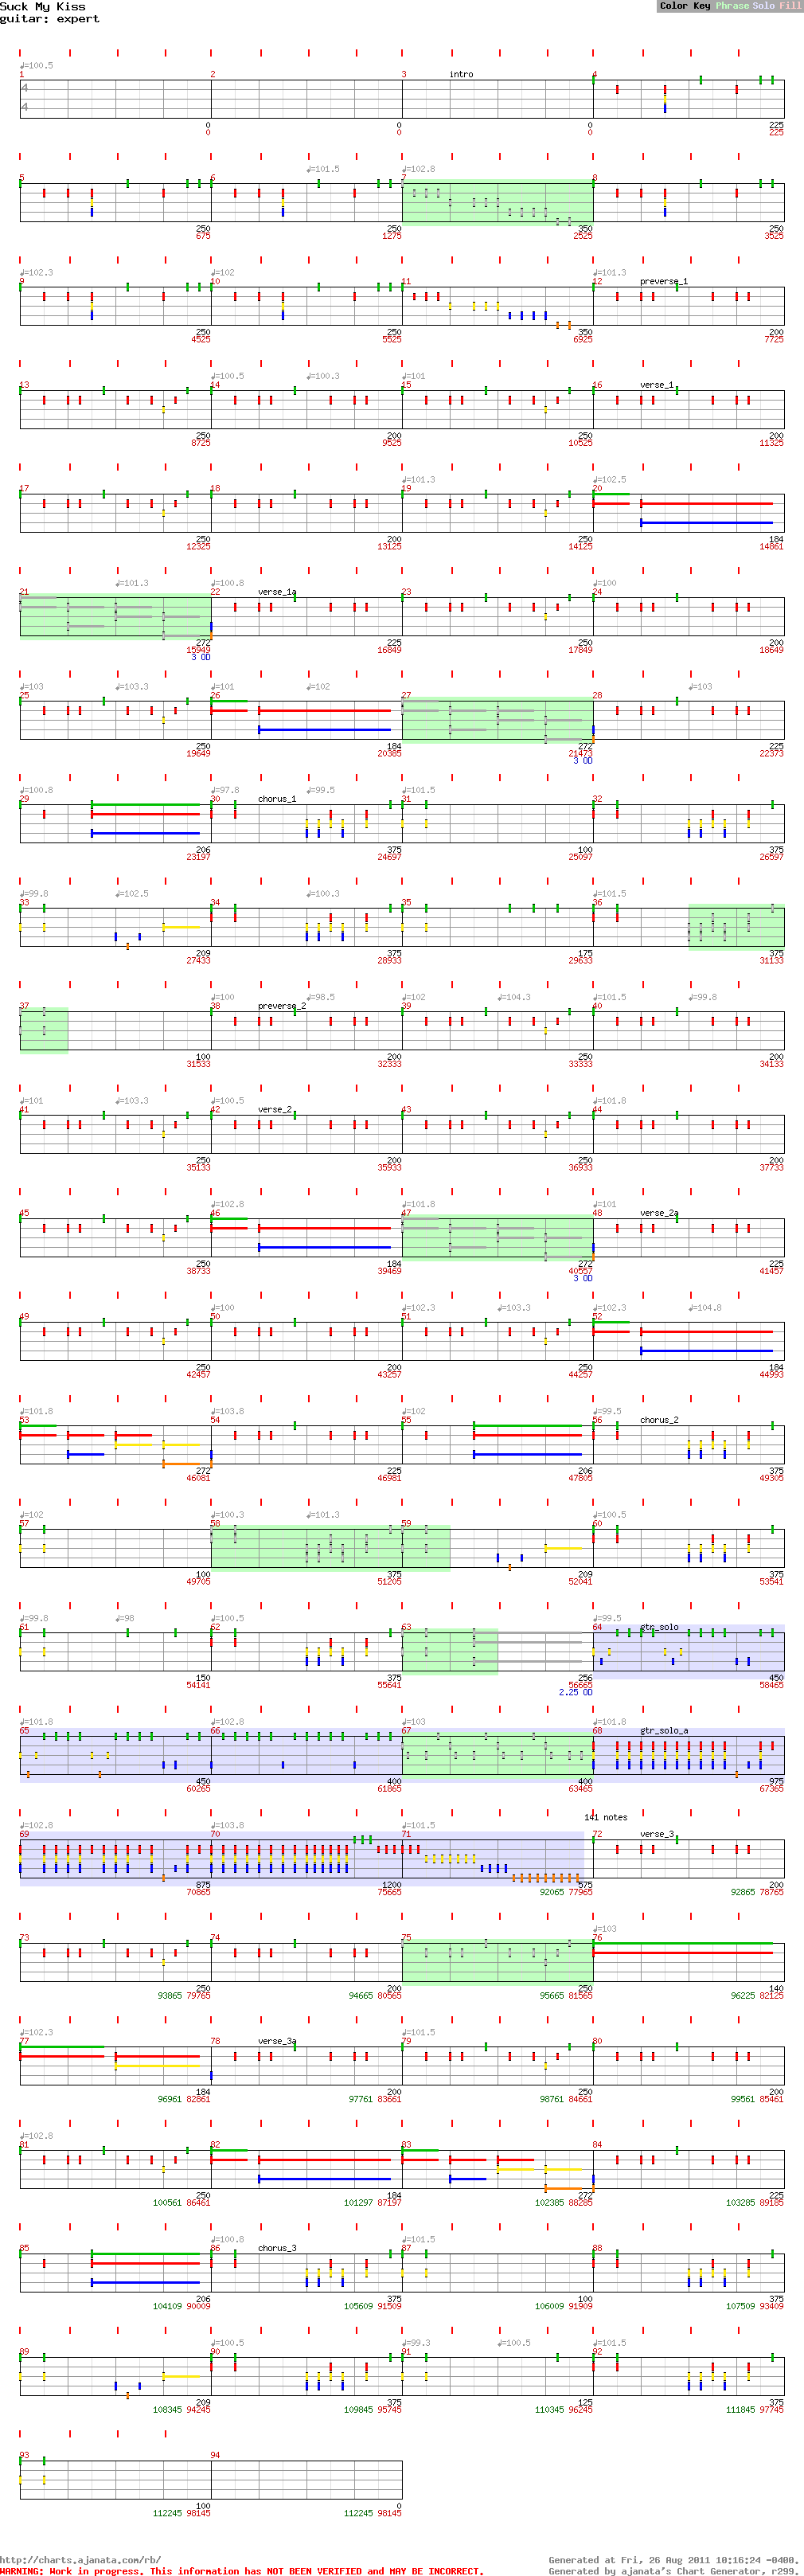 Suck My Kiss
Color Key Phrase Solo Fill
guitar: expert
♩=100.5
1 2 3 intro 4
4
4
0 0 0 225
0 0 0 225
♩=101.5 ♩=102.8
5 6 7 8
250 250 350 250
675 1275 2525 3525
♩=102.3 ♩=102 ♩=101.3
9 10 11 12 preverse_1
250 250 350 200
4525 5525 6925 7725
♩=100.5 ♩=100.3 ♩=101
13 14 15 16 verse_1
250 200 250 200
8725 9525 10525 11325
♩=101.3 ♩=102.5
17 18 19 20
250 200 250 184
12325 13125 14125 14861
♩=101.3 ♩=100.8 ♩=100
21 22 verse_1a 23 24
272 225 250 200
15949 16849 17849 18649
3 OD
♩=103 ♩=103.3 ♩=101 ♩=102 ♩=103
25 26 27 28
250 184 272 225
19649 20385 21473 22373
3 OD
♩=100.8 ♩=97.8 ♩=99.5 ♩=101.5
29 30 chorus_1 31 32
206 375 100 375
23197 24697 25097 26597
♩=99.8 ♩=102.5 ♩=100.3 ♩=101.5
33 34 35 36
209 375 175 375
27433 28933 29633 31133
♩=100 ♩=98.5 ♩=102 ♩=104.3 ♩=101.5 ♩=99.8
37 38 preverse_2 39 40
100 200 250 200
31533 32333 33333 34133
♩=101 ♩=103.3 ♩=100.5 ♩=101.8
41 42 verse_2 43 44
250 200 250 200
35133 35933 36933 37733
♩=102.8 ♩=101.8 ♩=101
45 46 47 48 verse_2a
250 184 272 225
38733 39469 40557 41457
3 OD
♩=100 ♩=102.3 ♩=103.3 ♩=102.3 ♩=104.8
49 50 51 52
250 200 250 184
42457 43257 44257 44993
♩=101.8 ♩=103.8 ♩=102 ♩=99.5
53 54 55 56 chorus_2
272 225 206 375
46081 46981 47805 49305
♩=102 ♩=100.3 ♩=101.3 ♩=100.5
57 58 59 60
100 375 209 375
49705 51205 52041 53541
♩=99.8 ♩=98 ♩=100.5 ♩=99.5
61 62 63 64 gtr_solo
150 375 256 450
54141 55641 56665 58465
2.25 OD
♩=101.8 ♩=102.8 ♩=103 ♩=101.8
65 66 67 68 gtr_solo_a
450 400 400 975
60265 61865 63465 67365
141 notes
♩=102.8 ♩=103.8 ♩=101.5
69 70 71 72 verse_3
875 1200 575 200
70865 75665 92065 77965 92865 78765
♩=103
73 74 75 76
250 200 250 140
93865 79765 94665 80565 95665 81565 96225 82125
♩=102.3 ♩=101.5
77 78 verse_3a 79 80
184 200 250 200
96961 82861 97761 83661 98761 84661 99561 85461
♩=102.8
81 82 83 84
250 184 272 225
100561 86461 101297 87197 102385 88285 103285 89185
♩=100.8 ♩=101.5
85 86 chorus_3 87 88
206 375 100 375
104109 90009 105609 91509 106009 91909 107509 93409
♩=100.5 ♩=99.3 ♩=100.5 ♩=101.5
89 90 91 92
209 375 125 375
108345 94245 109845 95745 110345 96245 111845 97745
93 94
100 0
112245 98145 112245 98145
http://charts.ajanata.com/rb/ Generated at Fri, 26 Aug 2011 10:16:24 -0400.
WARNING: Work in progress. This information has NOT BEEN VERIFIED and MAY BE INCORRECT. Generated by ajanata's Chart Generator, r299.